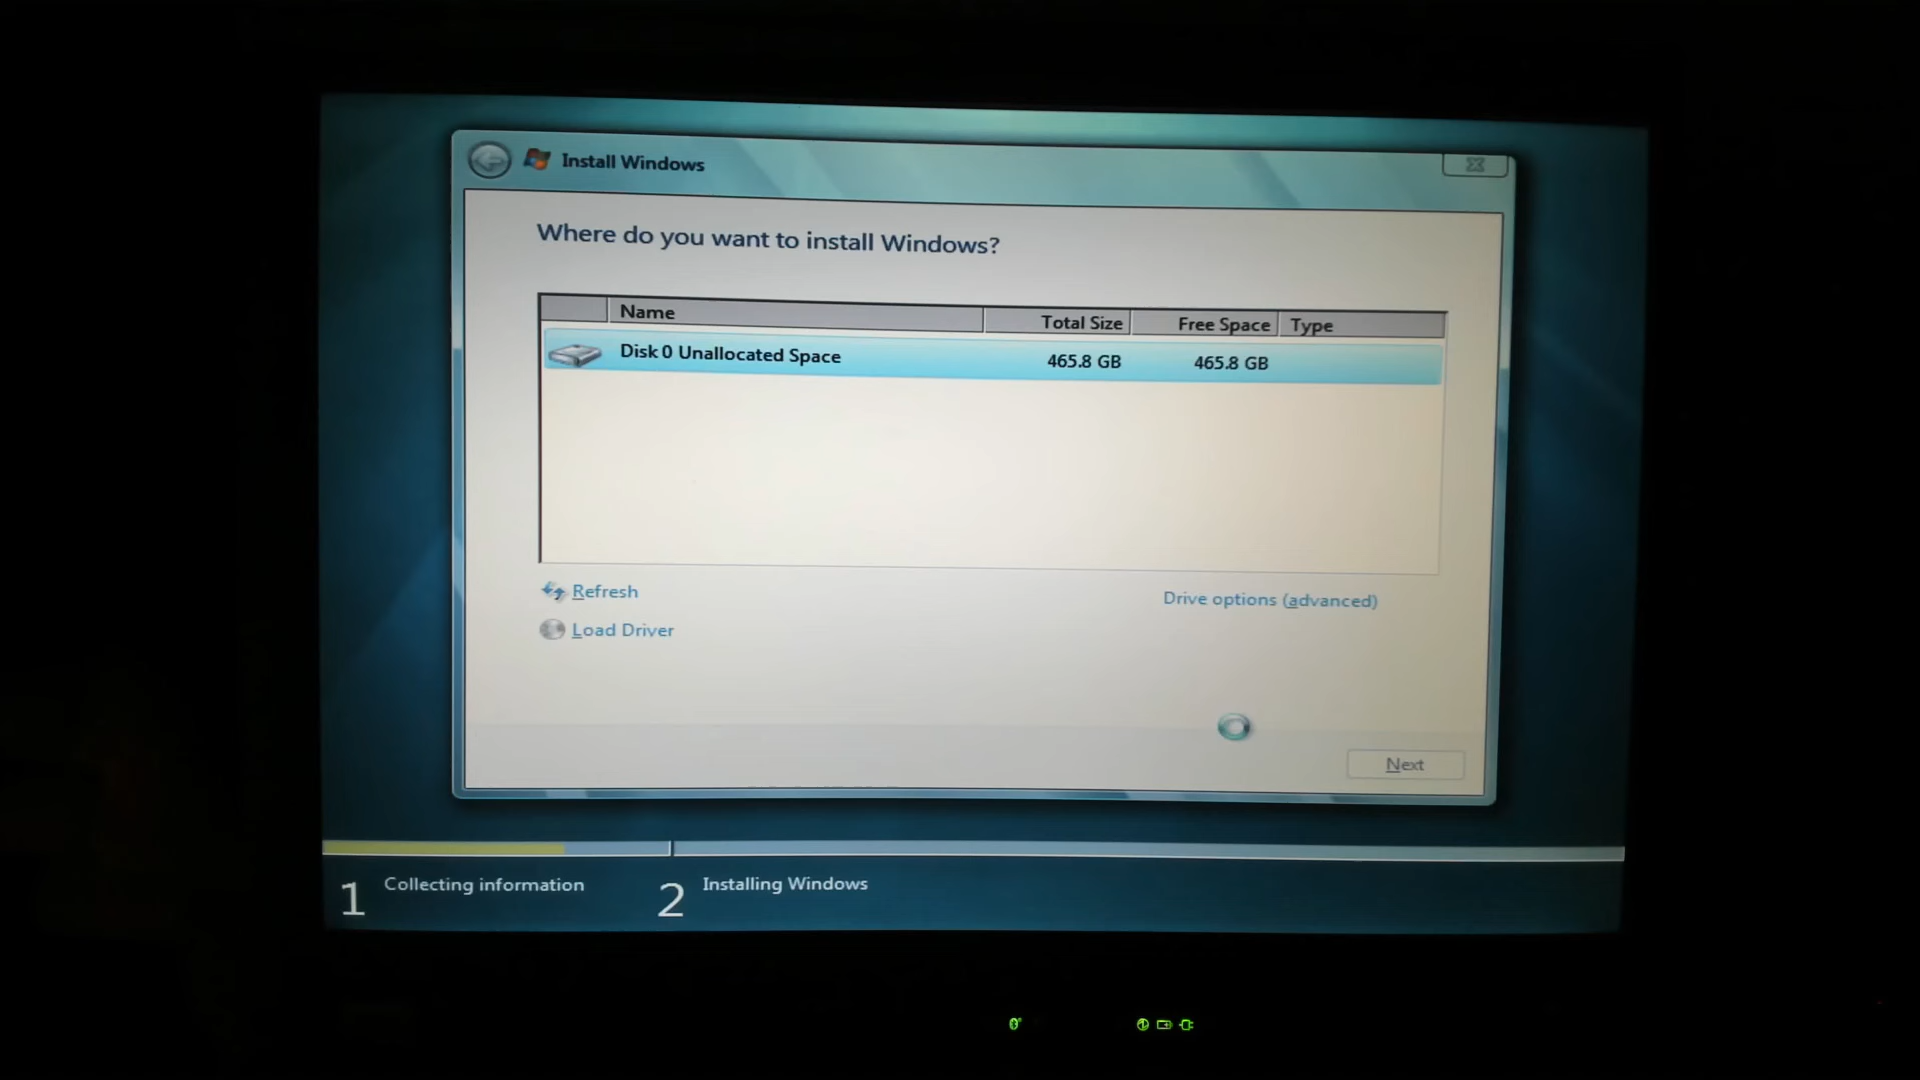 Install Windows
Where do you want to install Windows?
Name Total Size Free Space Type
Disk 0 Unallocated Space 465.8 GB 465.8 GB
Refresh Drive options (advanced)
Load Driver
Next
1 Collecting information 2 Installing Windows